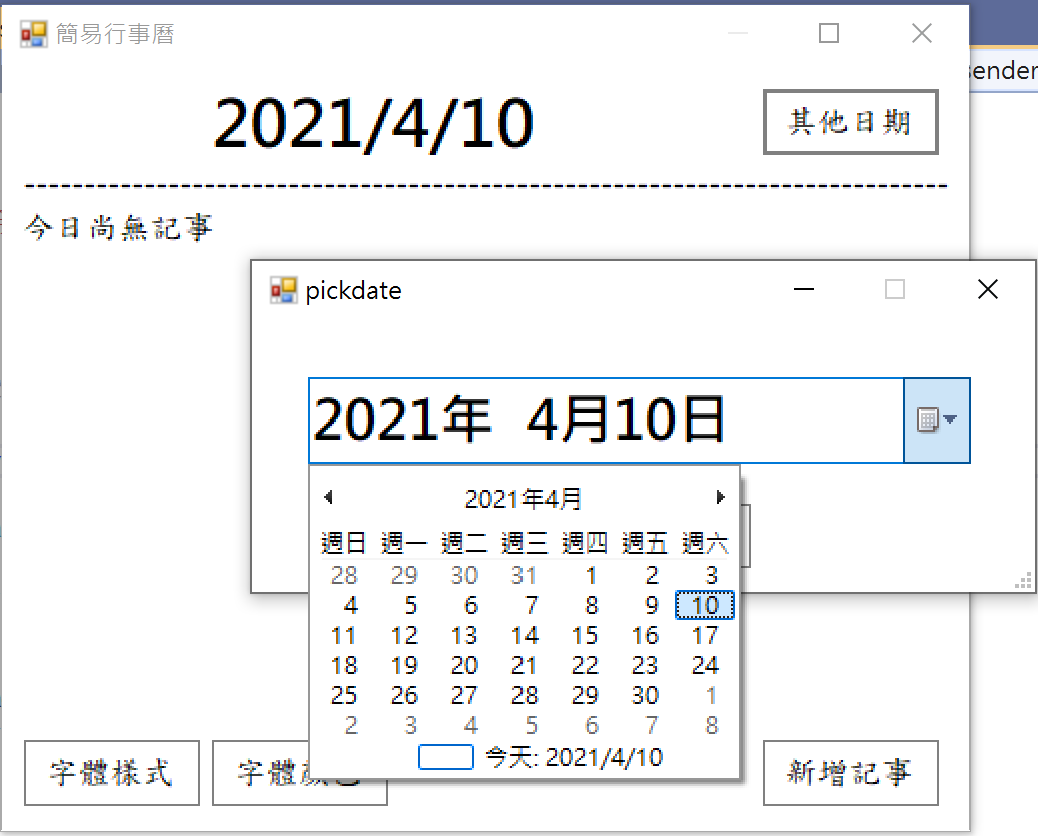 簡易行事曆
sender
2021/4/10
其他日期
--------------------------------------------------------------------------------
今日尚無記事
pickdate
2021年 4月10日
2021年4月
週日 週一 週二 週三 週四 週五 週六
28 29 30 31 1 2 3
4 5 6 7 8 9 10
11 12 13 14 15 16 17
18 19 20 21 22 23 24
25 26 27 28 29 30 1
2 3 4 5 6 7 8
今天: 2021/4/10
字體樣式
字體顏色
新增記事